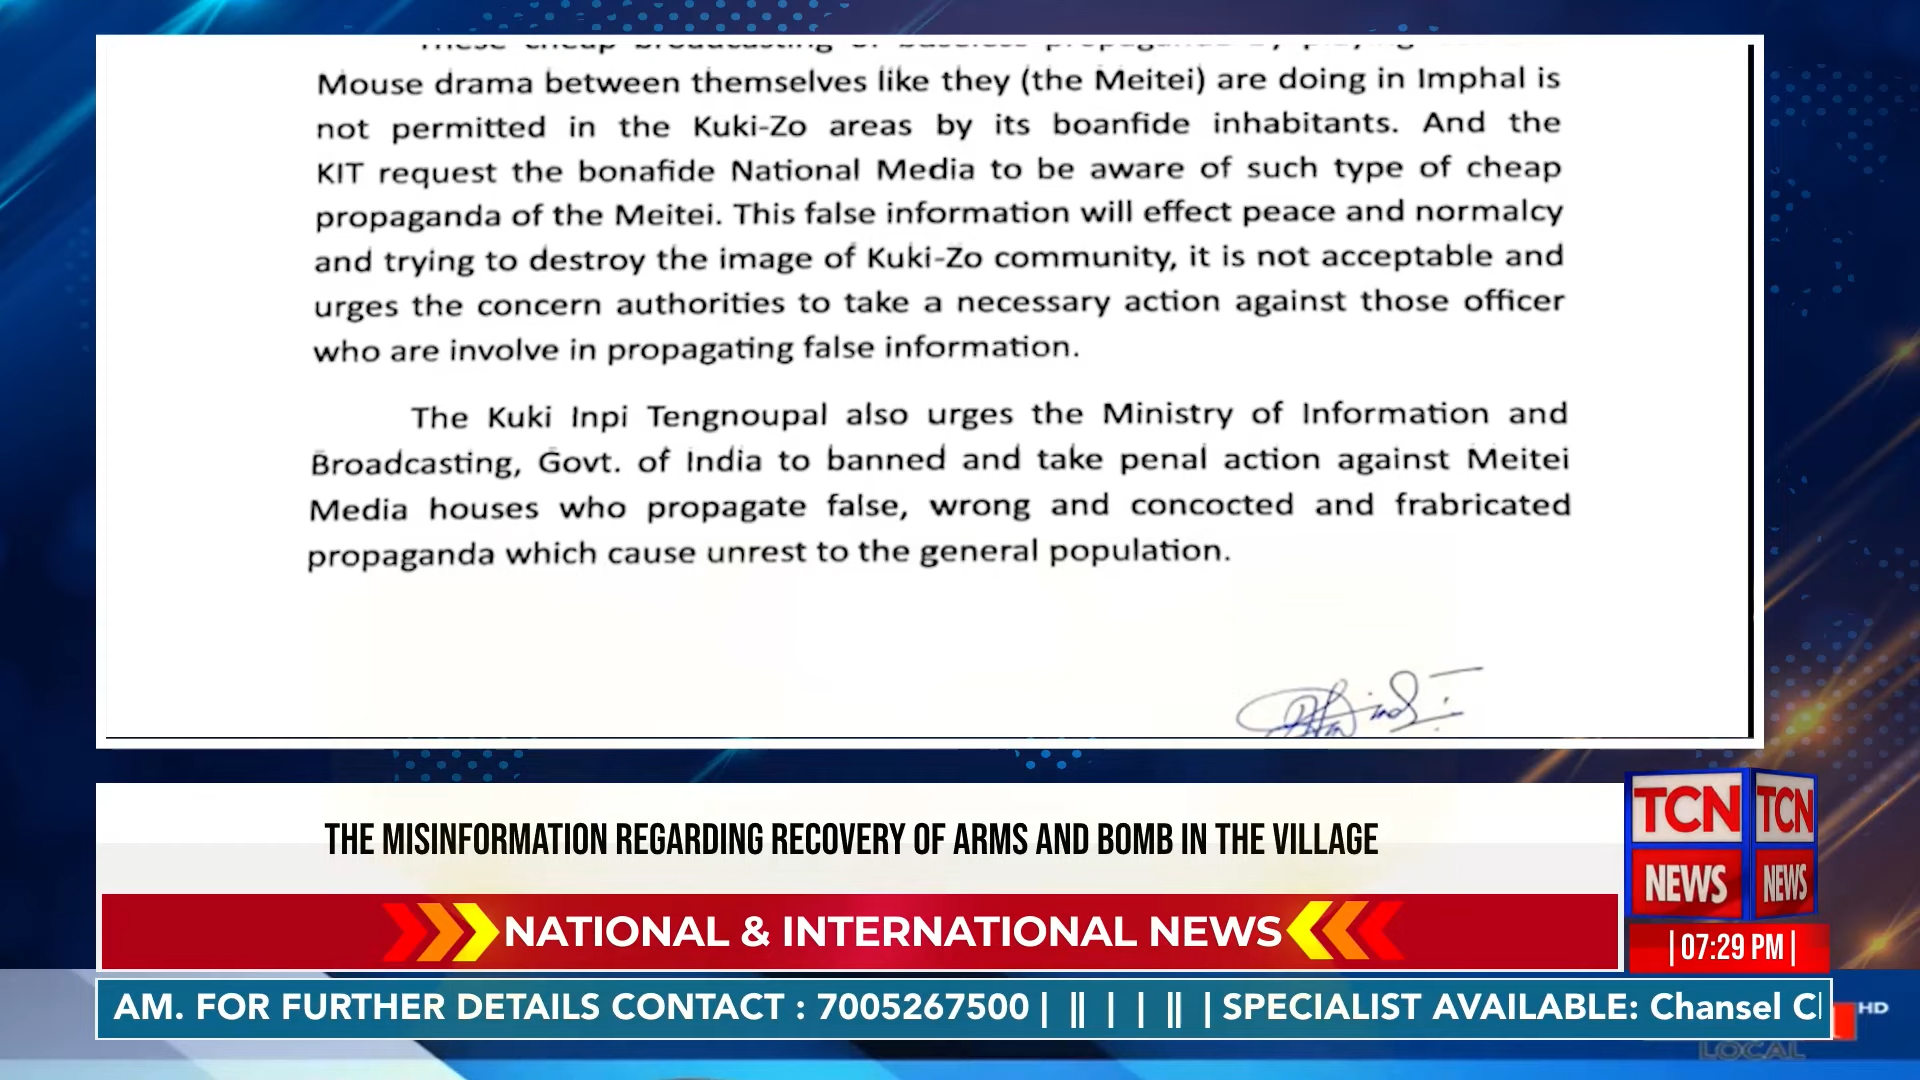 Mouse drama between themselves like they (the Meitei) are doing in Imphal is
not permitted in the Kuki-Zo areas by its boanfide inhabitants. And the
KIT request the bonafide National Media to be aware of such type of cheap
propaganda of the Meitei. This false information will effect peace and normalcy
and trying to destroy the image of Kuki-Zo community, it is not acceptable and
urges the concern authorities to take a necessary action against those officer
who are involve in propagating false information.
The Kuki Inpi Tengnoupal also urges the Ministry of Information and
Broadcasting, Govt. of India to banned and take penal action against Meitei
Media houses who propagate false, wrong and concocted and frabricated
propaganda which cause unrest to the general population.
THE MISINFORMATION REGARDING RECOVERY OF ARMS AND BOMB IN THE VILLAGE
NATIONAL & INTERNATIONAL NEWS
TCN TCN
NEWS NEWS
|07:29 PM|
AM. FOR FURTHER DETAILS CONTACT : 7005267500 | || | | || | SPECIALIST AVAILABLE: Chansel
HD
LOCAL